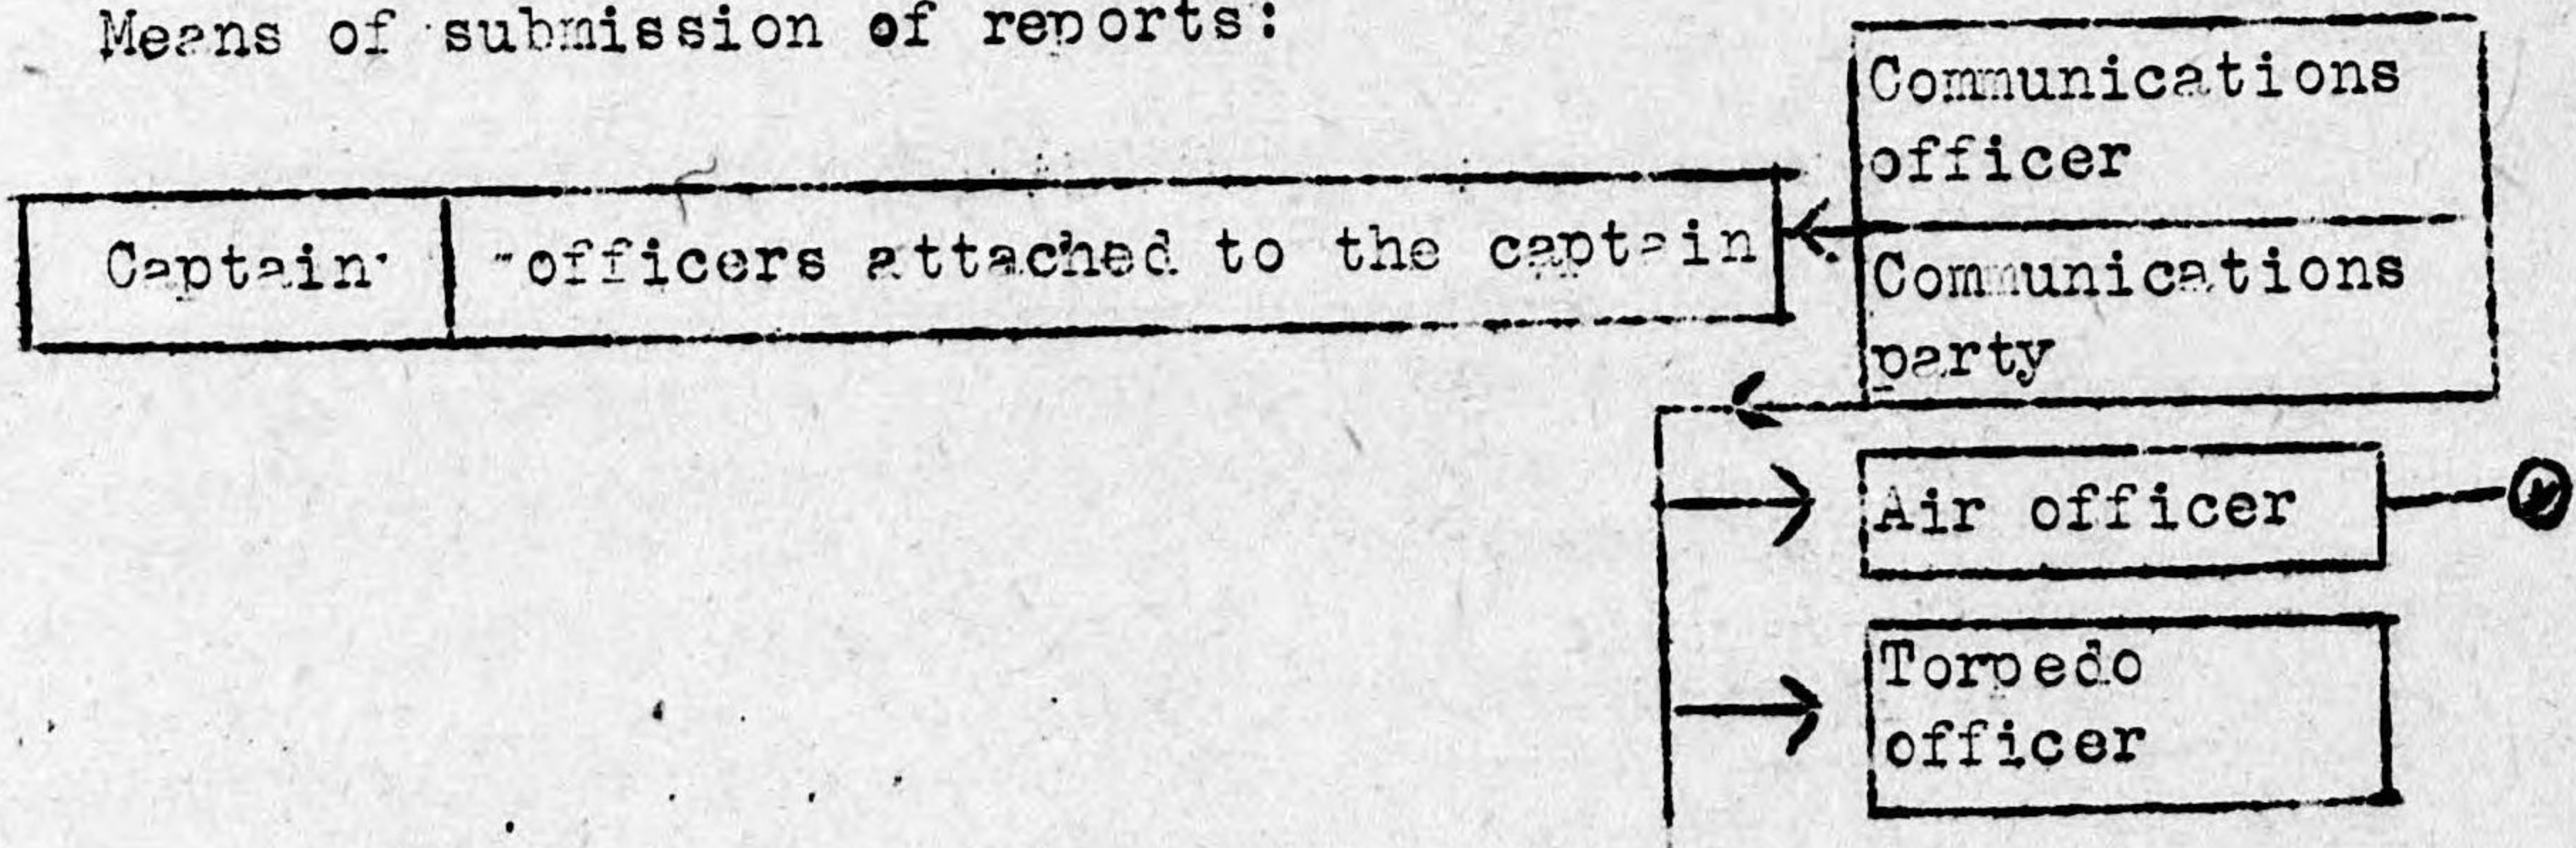 Means of submission of reports:
Communications
officer
Captain -officers attached to the captain
Communications
party
Air officer
Torpedo
officer